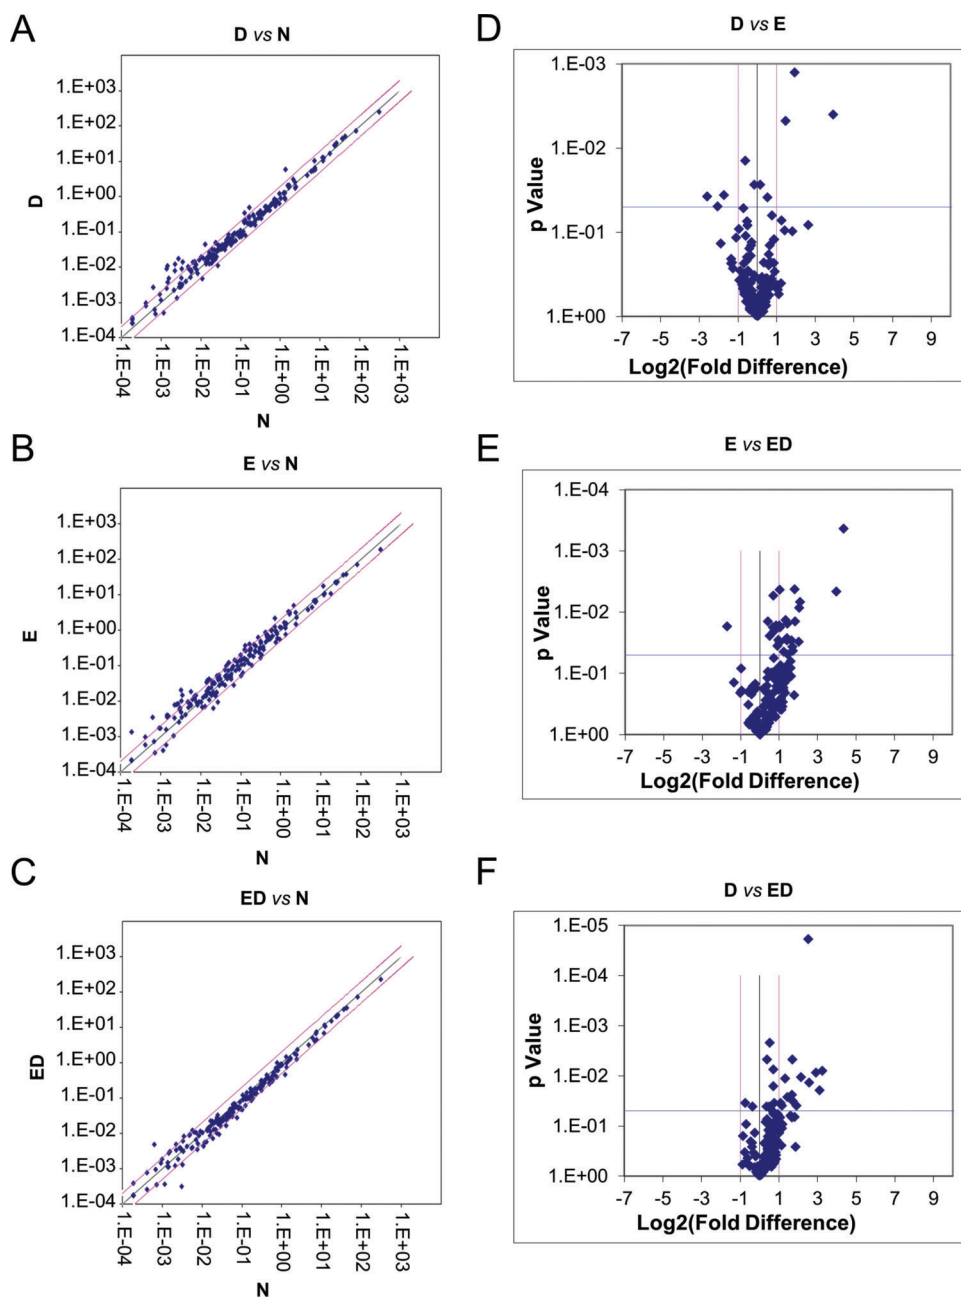 A
D vs N
1.E+03
1.E+02
1.E+01
1.E+00
1.E-01
1.E-02
1.E-03
1.E-04
D
1.E-04
1.E-03
1.E-02
1.E-01
1.E+00
1.E+01
1.E+02
1.E+03
N
B
E vs N
1.E+03
1.E+02
1.E+01
1.E+00
1.E-01
1.E-02
1.E-03
1.E-04
E
1.E-04
1.E-03
1.E-02
1.E-01
1.E+00
1.E+01
1.E+02
1.E+03
N
C
ED vs N
1.E+03
1.E+02
1.E+01
1.E+00
1.E-01
1.E-02
1.E-03
1.E-04
ED
1.E-04
1.E-03
1.E-02
1.E-01
1.E+00
1.E+01
1.E+02
1.E+03
N
D
D vs E
1.E-03
1.E-02
1.E-01
1.E+00
p Value
-7 -5 -3 -1 1 3 5 7 9
Log2(Fold Difference)
E
E vs ED
1.E-04
1.E-03
1.E-02
1.E-01
1.E+00
p Value
-7 -5 -3 -1 1 3 5 7 9
Log2(Fold Difference)
F
D vs ED
1.E-05
1.E-04
1.E-03
1.E-02
1.E-01
1.E+00
p Value
-7 -5 -3 -1 1 3 5 7 9
Log2(Fold Difference)